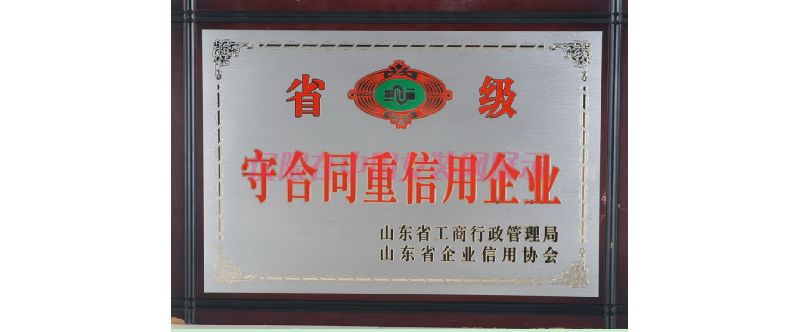 省级
守合同重信用企业
山东省工商行政管理局
山东省企业信用协会